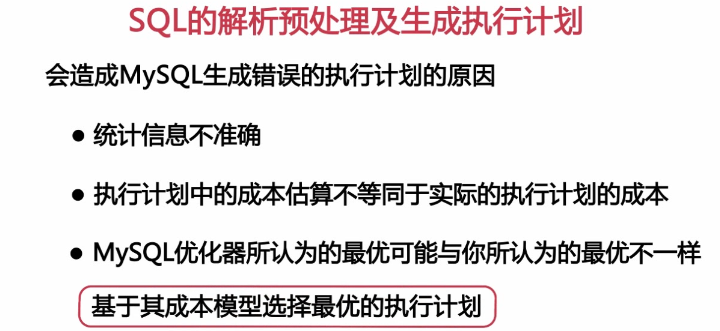 SQL的解析预处理及生成执行计划
会造成MySQL生成错误的执行计划的原因
● 统计信息不准确
● 执行计划中的成本估算不等同于实际的执行计划的成本
● MySQL优化器所认为的最优可能与你所认为的最优不一样
基于其成本模型选择最优的执行计划